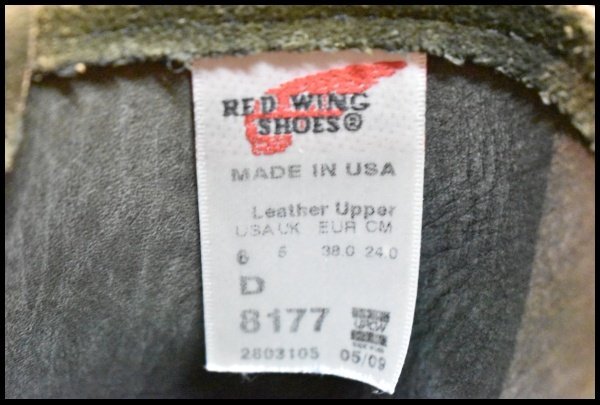 RED WING
SHOES®
MADE IN USA
Leather Upper
USA UK EUR CM
6 5 38.0 24.0
D
8177
UFCW
2803105 05/09